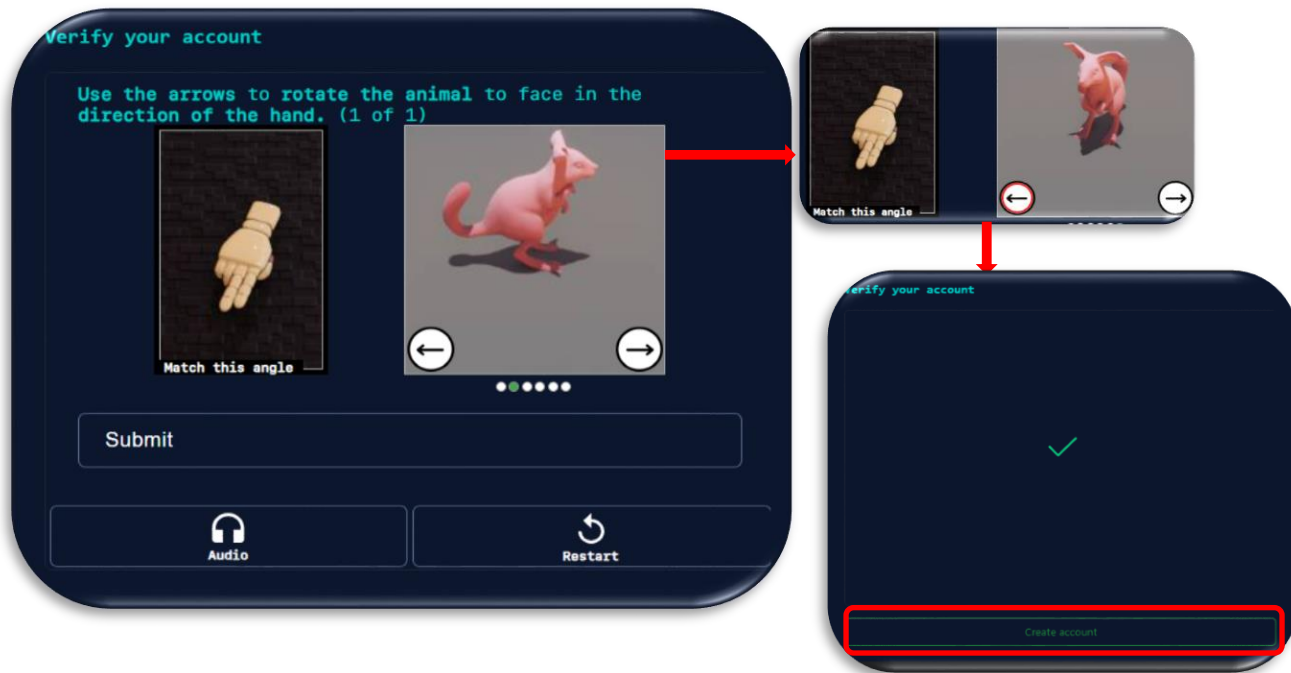 Verify your account
Use the arrows to rotate the animal to face in the
direction of the hand. (1 of 1)
Match this angle
Submit
Audio
Restart
Match this angle
Verify your account
Create account